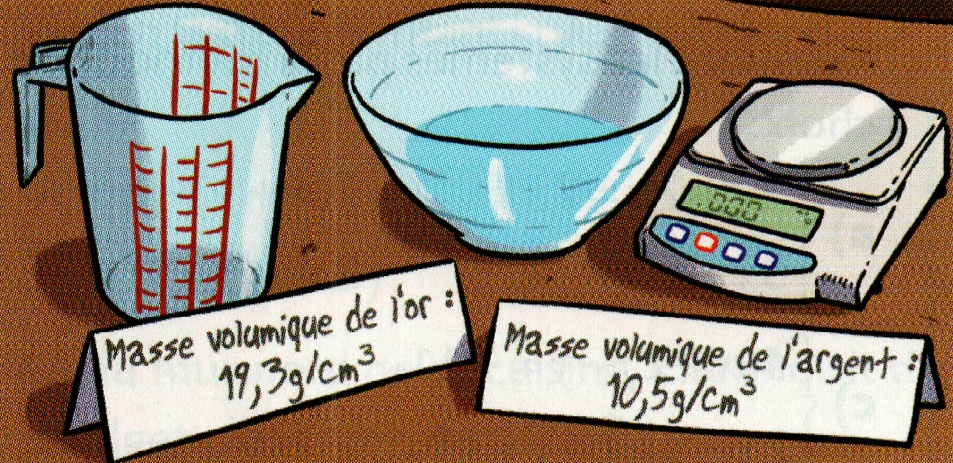 Masse volumique de l'or :
19,3g/cm³
Masse volumique de l'argent :
10,5g/cm³
000